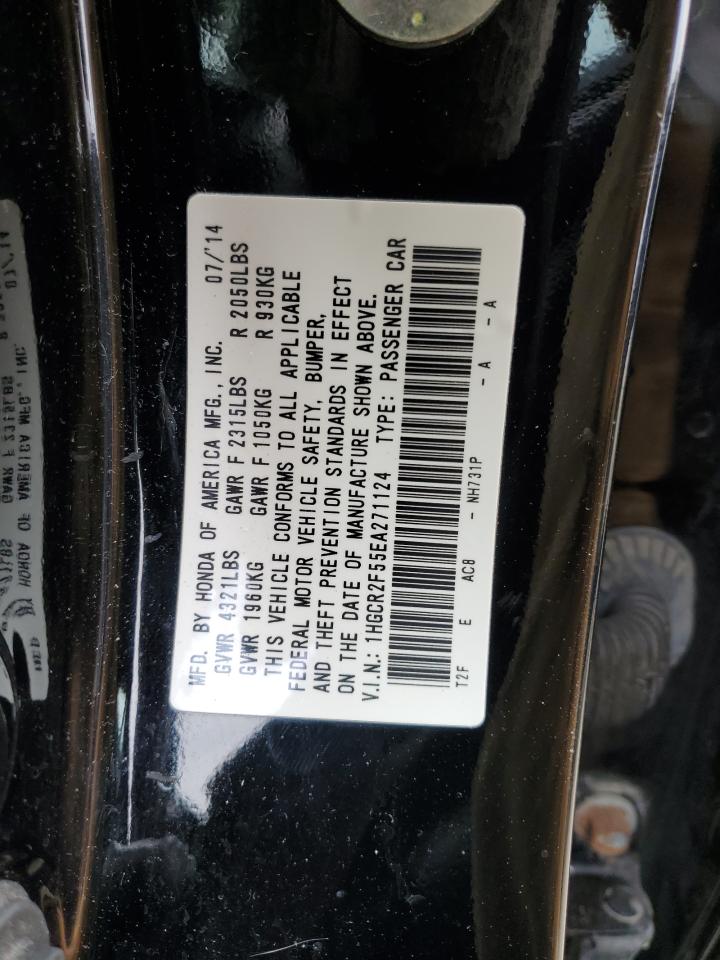 MFD. BY HONDA OF AMERICA MFG., INC. 07/'14
GVWR 4321LBS GAWR F 2315LBS R 2050LBS
GVWR 1960KG GAWR F 1050KG R 930KG
THIS VEHICLE CONFORMS TO ALL APPLICABLE
FEDERAL MOTOR VEHICLE SAFETY, BUMPER,
AND THEFT PREVENTION STANDARDS IN EFFECT
ON THE DATE OF MANUFACTURE SHOWN ABOVE.
V.I.N.: 1HGCR2F55EA271124 TYPE: PASSENGER CAR
T2F E AC8 - NH731P - A - A